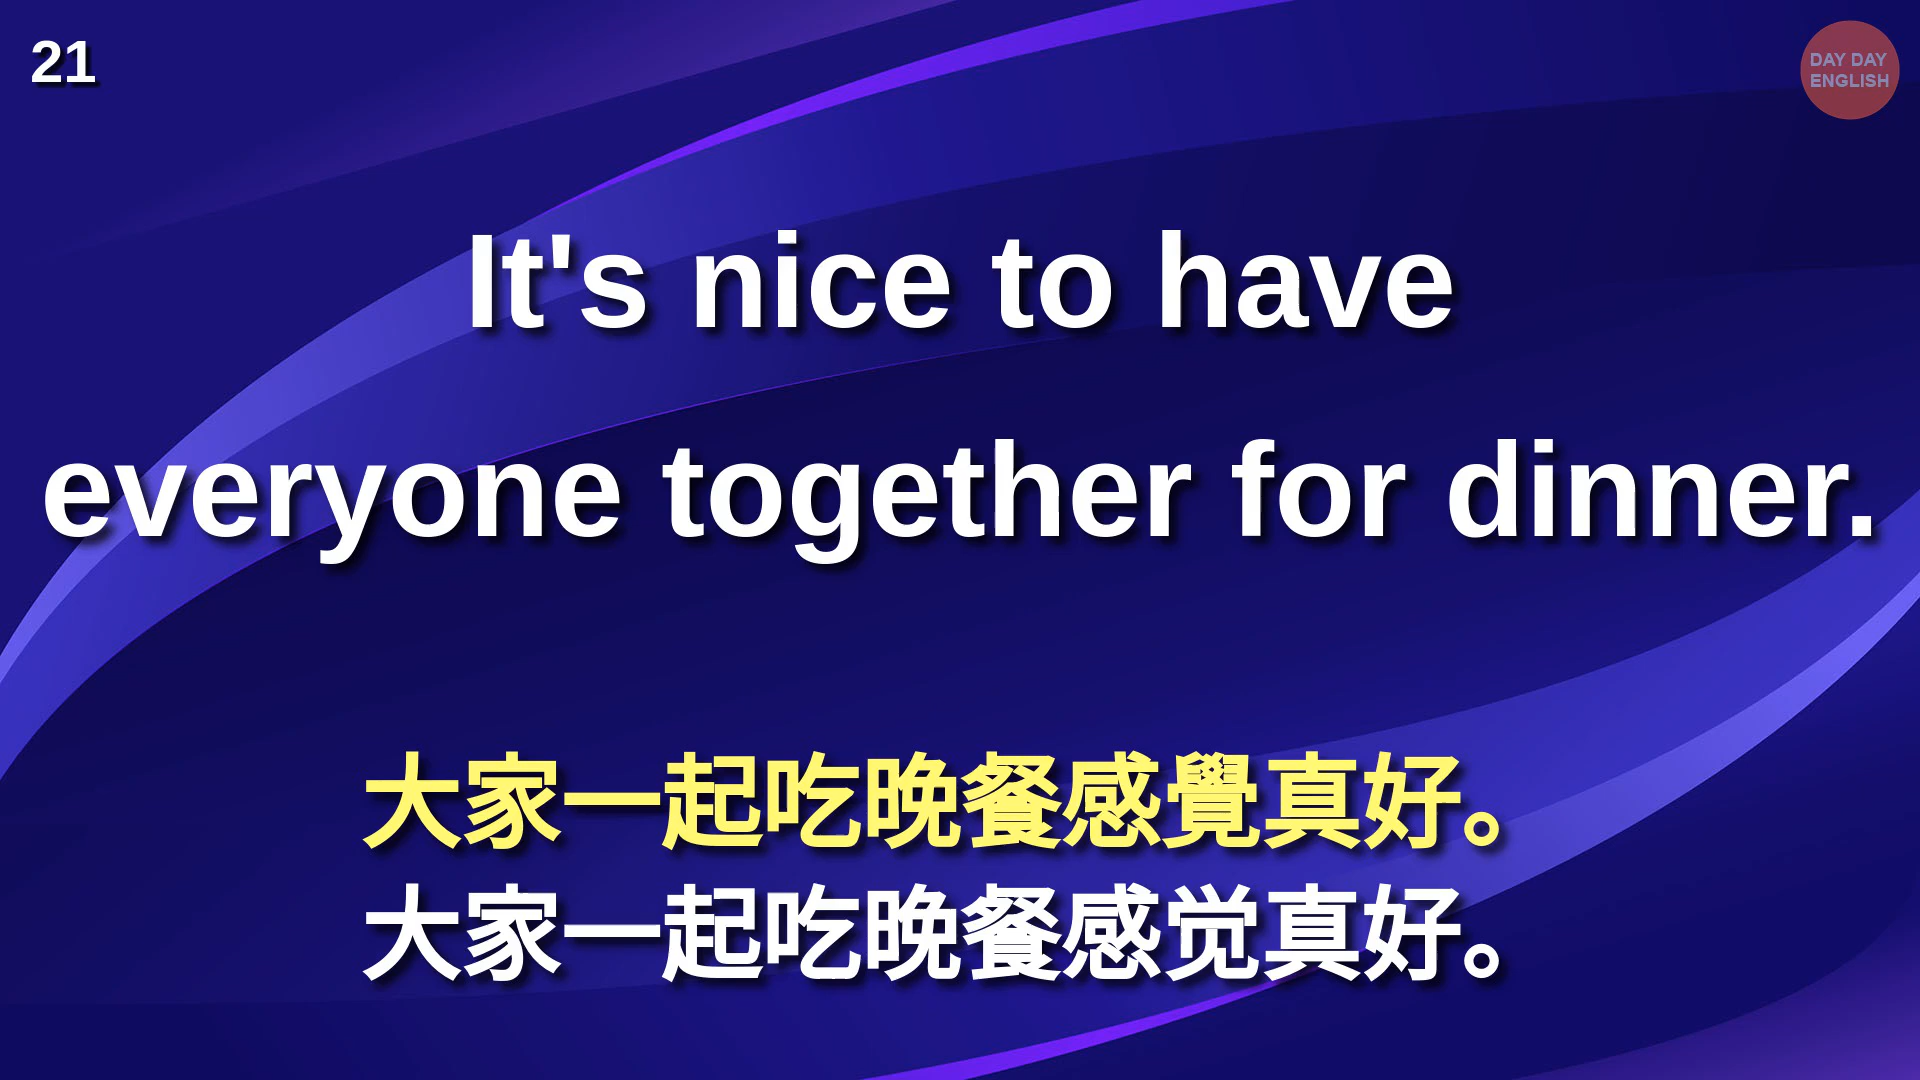 21
DAY DAY
ENGLISH
It's nice to have
everyone together for dinner.
大家一起吃晚餐感覺真好。
大家一起吃晚餐感觉真好。